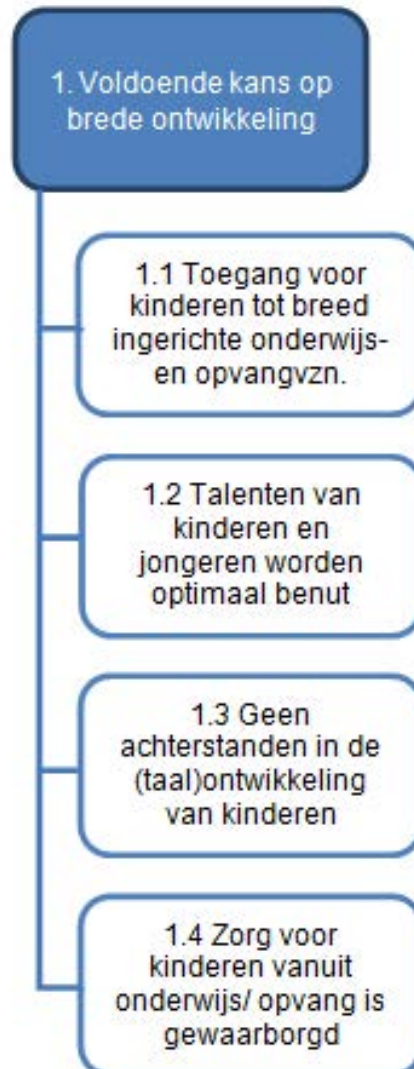 1. Voldoende kans op
brede ontwikkeling
1.1 Toegang voor
kinderen tot breed
ingerichte onderwijs-
en opvangvzn.
1.2 Talenten van
kinderen en
jongeren worden
optimaal benut
1.3 Geen
achterstanden in de
(taal)ontwikkeling
van kinderen
1.4 Zorg voor
kinderen vanuit
onderwijs/ opvang is
gewaarborgd